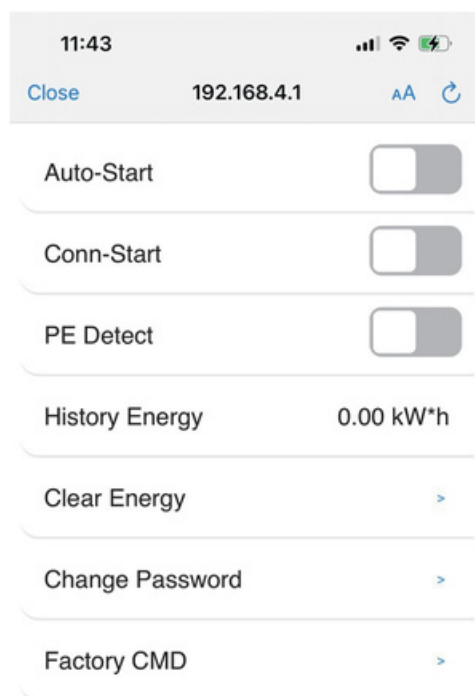 11:43
Close 192.168.4.1 AA
Auto-Start
Conn-Start
PE Detect
History Energy 0.00 kW*h
Clear Energy >
Change Password >
Factory CMD >